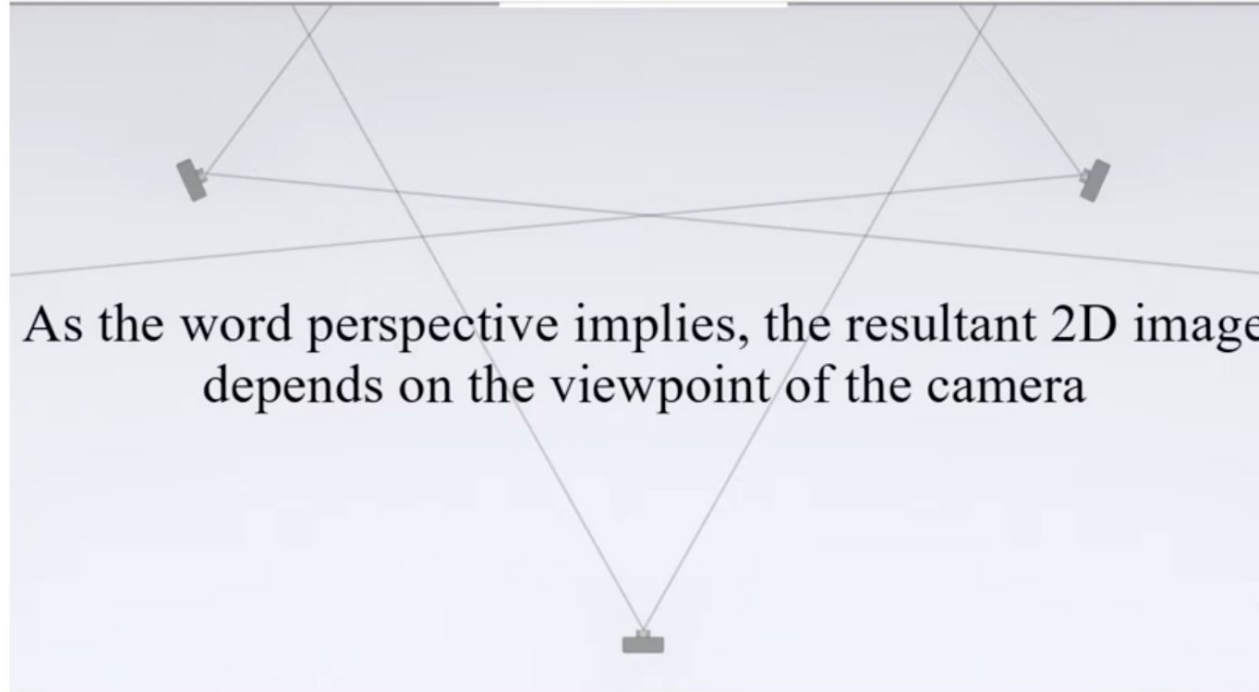 As the word perspective implies, the resultant 2D image
depends on the viewpoint of the camera